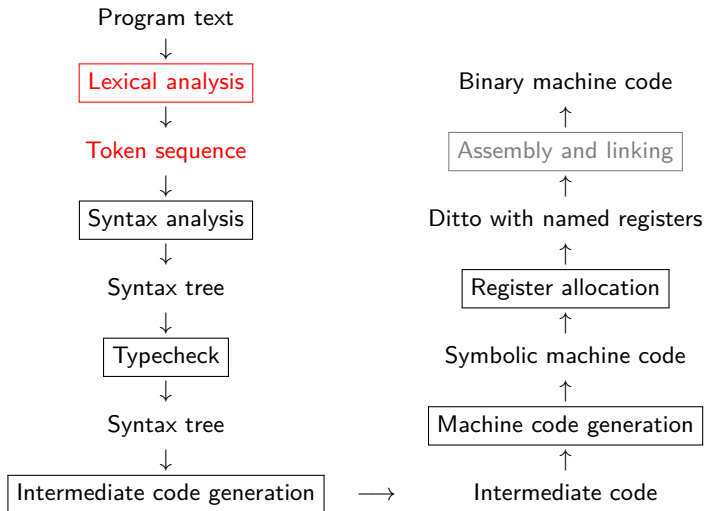 Program text
Lexical analysis
Token sequence
Syntax analysis
Syntax tree
Typecheck
Syntax tree
Intermediate code generation
Binary machine code
Assembly and linking
Ditto with named registers
Register allocation
Symbolic machine code
Machine code generation
Intermediate code